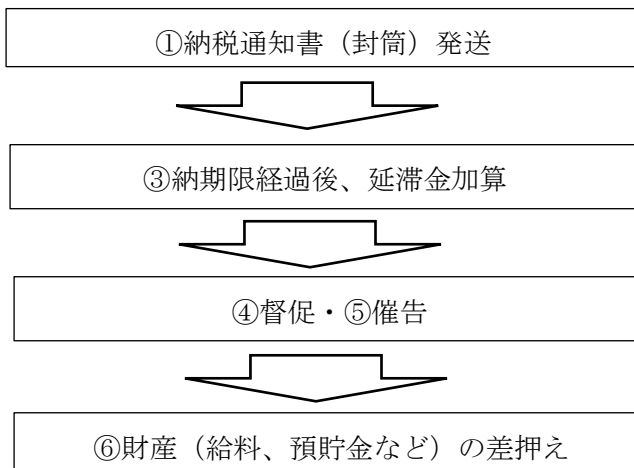 ①納税通知書（封筒）発送
③納期限経過後、延滞金加算
④督促・⑤催告
⑥財産（給料、預貯金など）の差押え